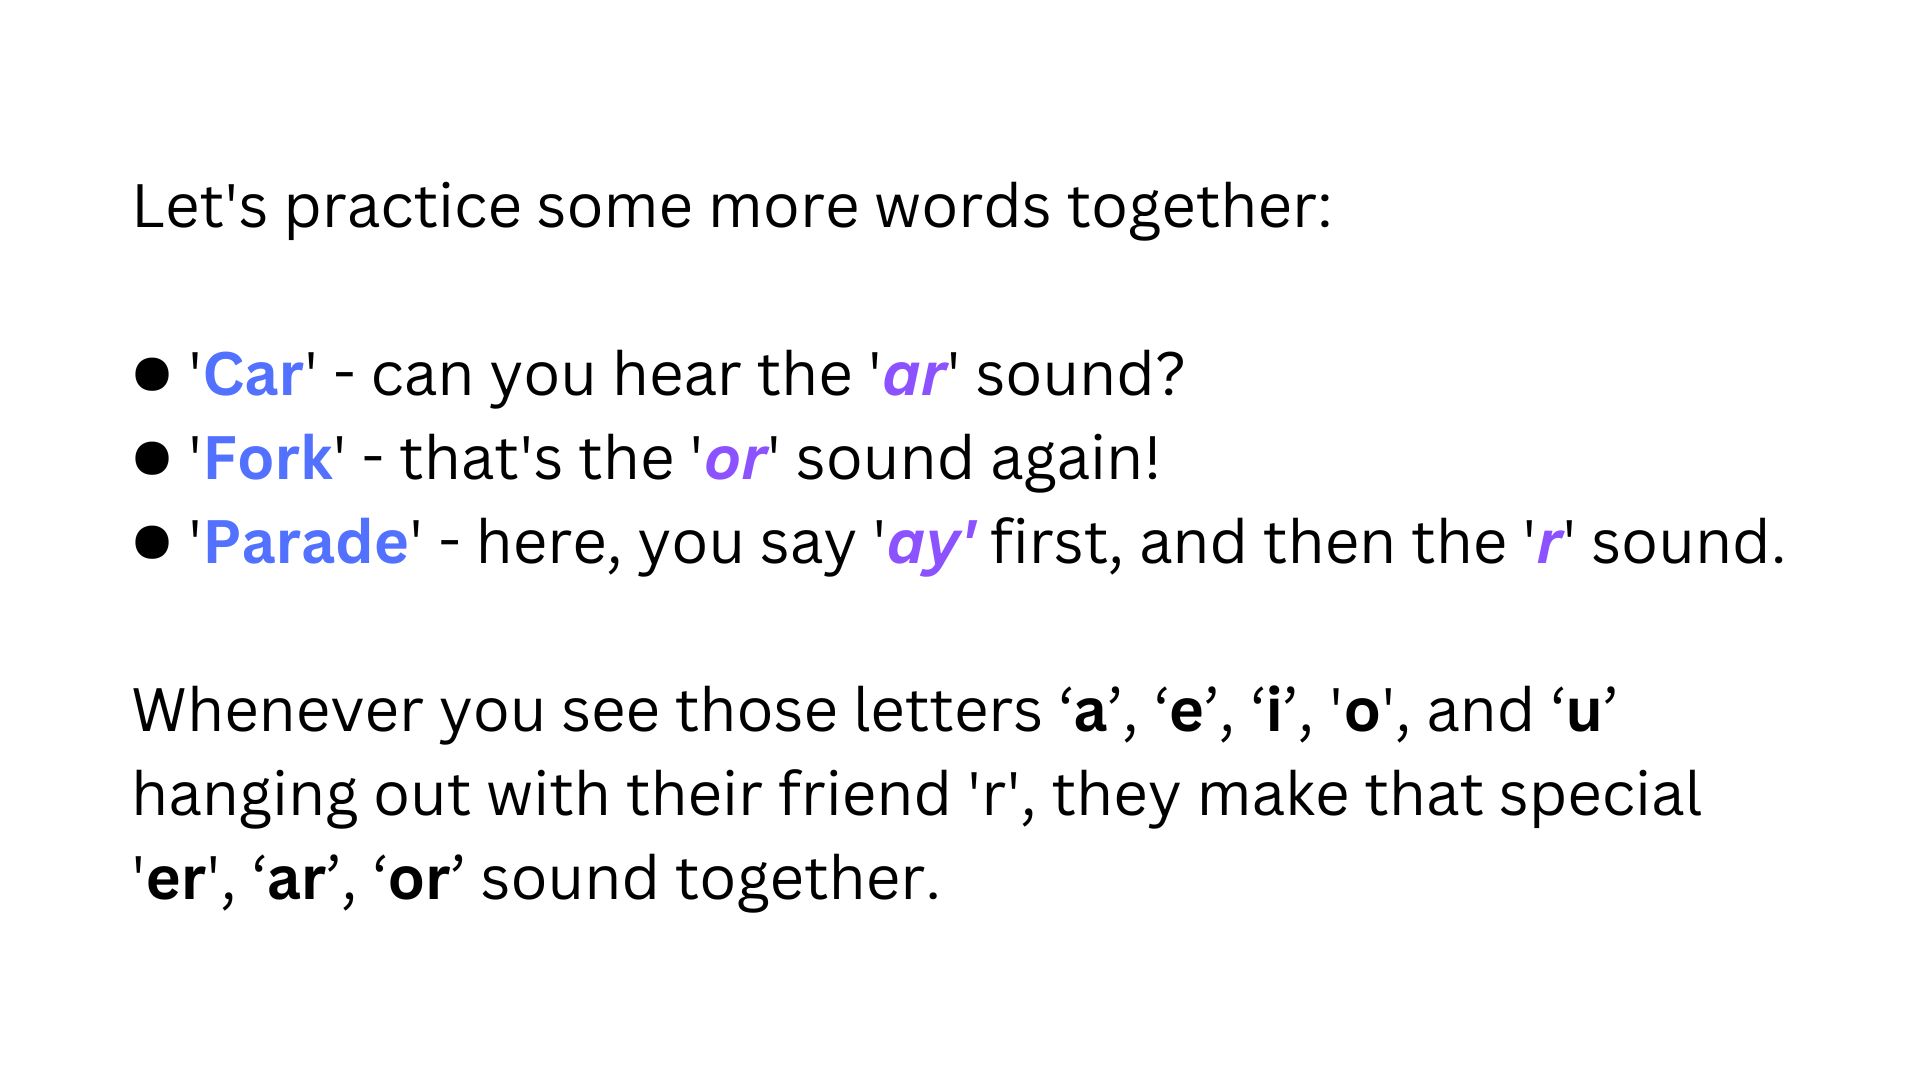 Let's practice some more words together:
● 'Car' - can you hear the 'ar' sound?
● 'Fork' - that's the 'or' sound again!
● 'Parade' - here, you say 'ay' first, and then the 'r' sound.
Whenever you see those letters ‘a’, ‘e’, ‘i’, 'o', and ‘u’
hanging out with their friend 'r', they make that special
'er', ‘ar’, ‘or’ sound together.